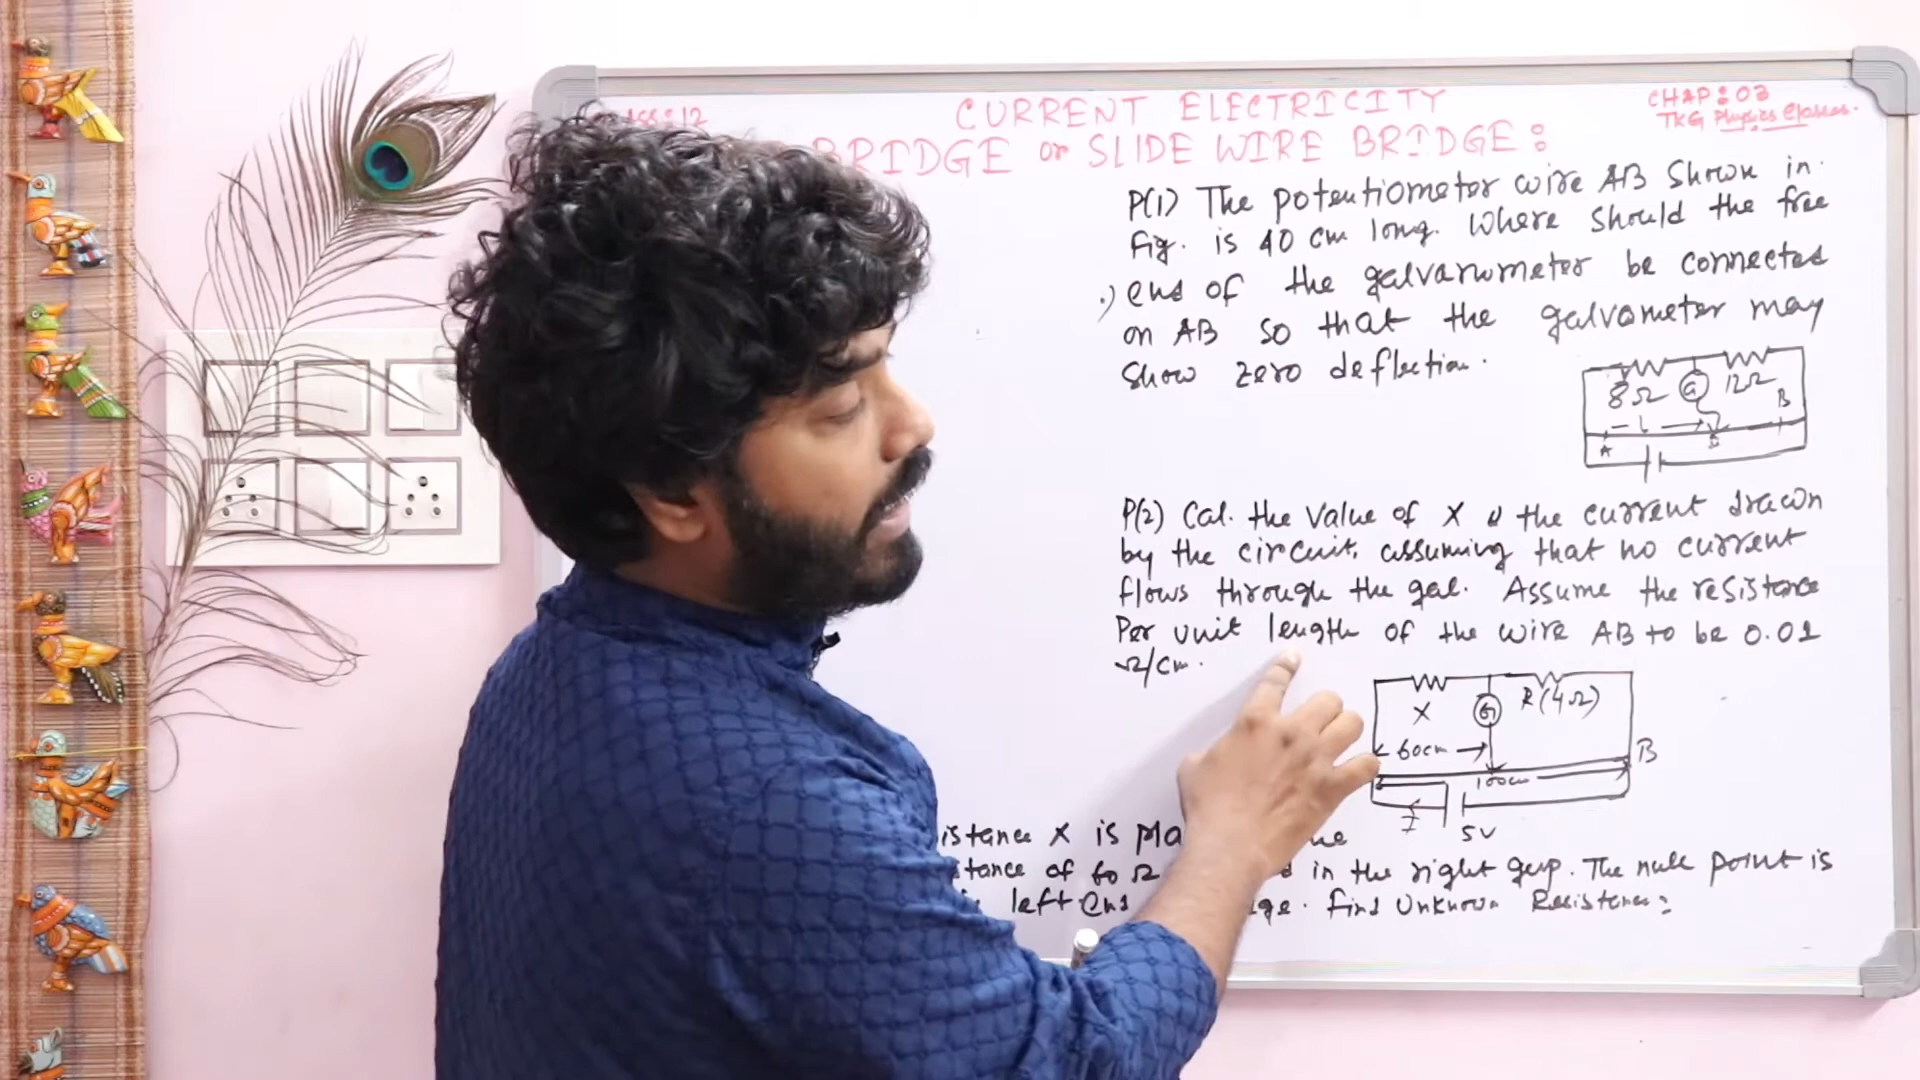 CURRENT ELECTRICITY
CHAP: 03
TKG Physics Classes.
BRIDGE or SLIDE WIRE BRIDGE:
P(1) The potentiometer wire AB shown in
fig. is 40 cm long. Where should the free
end of the galvanometer be connected
on AB so that the galvanometer may
show zero deflection.
8Ω G 12Ω
B
L
A
P(2) Cal. the value of X & the current drawn
by the circuit, assuming that no current
flows through the gal. Assume the resistance
Per unit length of the wire AB to be 0.01
Ω/cm.
X G R(4Ω)
60cm B
100cm
I 5V
istance X is
tance of 60 Ω in the right gap. The null point is
left end . find Unknown Resistance: